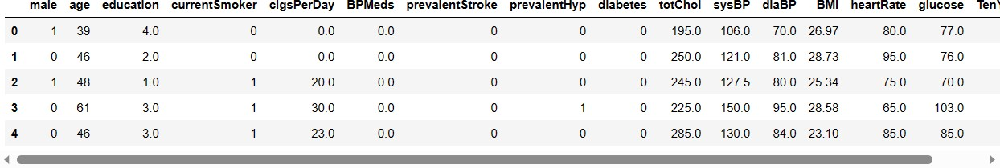 male age education currentSmoker cigsPerDay BPMeds prevalentStroke prevalentHyp diabetes totChol sysBP diaBP BMI heartRate glucose
0 1 39 4.0 0 0.0 0.0 0 0 0 195.0 106.0 70.0 26.97 80.0 77.0
1 0 46 2.0 0 0.0 0.0 0 0 0 250.0 121.0 81.0 28.73 95.0 76.0
2 1 48 1.0 1 20.0 0.0 0 0 0 245.0 127.5 80.0 25.34 75.0 70.0
3 0 61 3.0 1 30.0 0.0 0 1 0 225.0 150.0 95.0 28.58 65.0 103.0
4 0 46 3.0 1 23.0 0.0 0 0 0 285.0 130.0 84.0 23.10 85.0 85.0